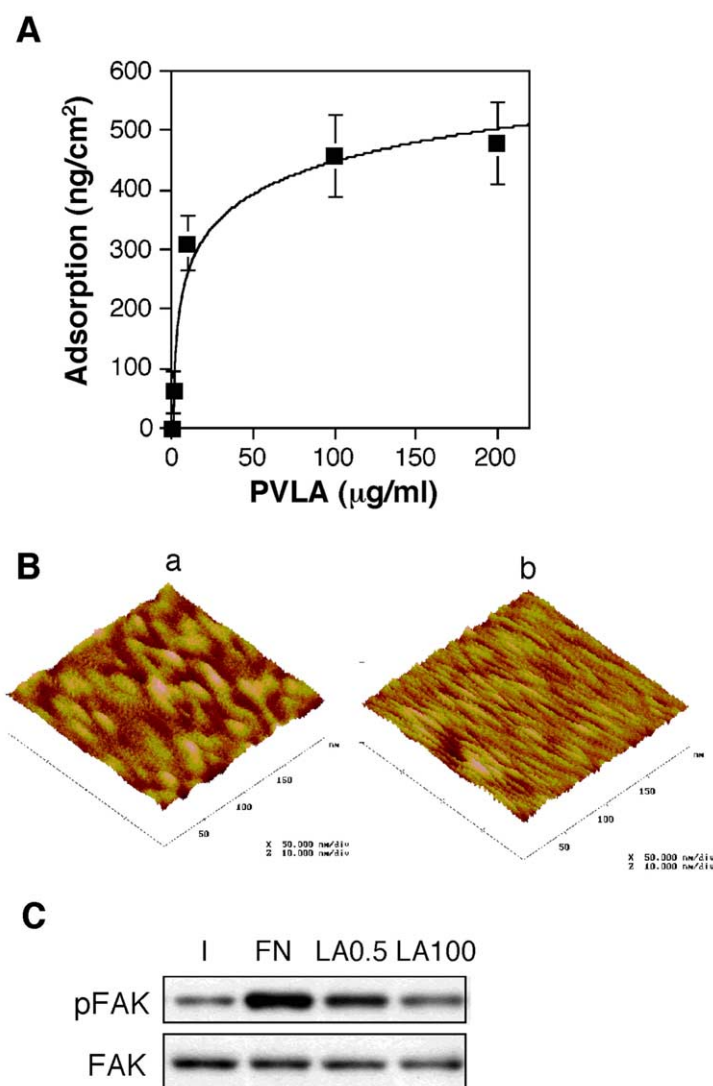 A
600
500
400
300
200
100
0
Adsorption (ng/cm²)
0 50 100 150 200
PVLA (μg/ml)
B
a b
50 100 150 nm
X 50.000 nm/div
Z 10.000 nm/div
50 100 150 nm
X 50.000 nm/div
Z 10.000 nm/div
C
I FN LA0.5 LA100
pFAK
FAK